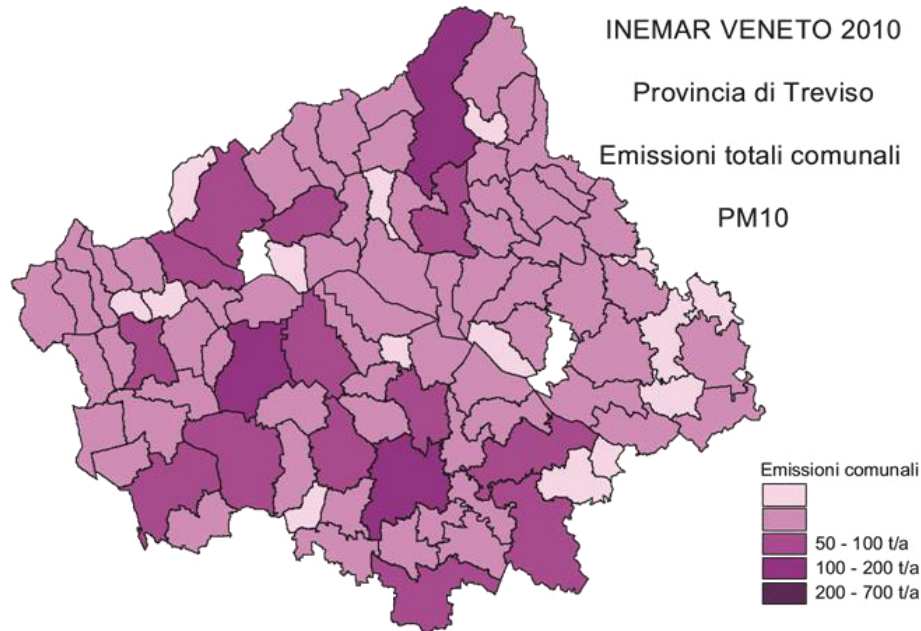 INEMAR VENETO 2010
Provincia di Treviso
Emissioni totali comunali
PM10
Emissioni comunali
50 - 100 t/a
100 - 200 t/a
200 - 700 t/a